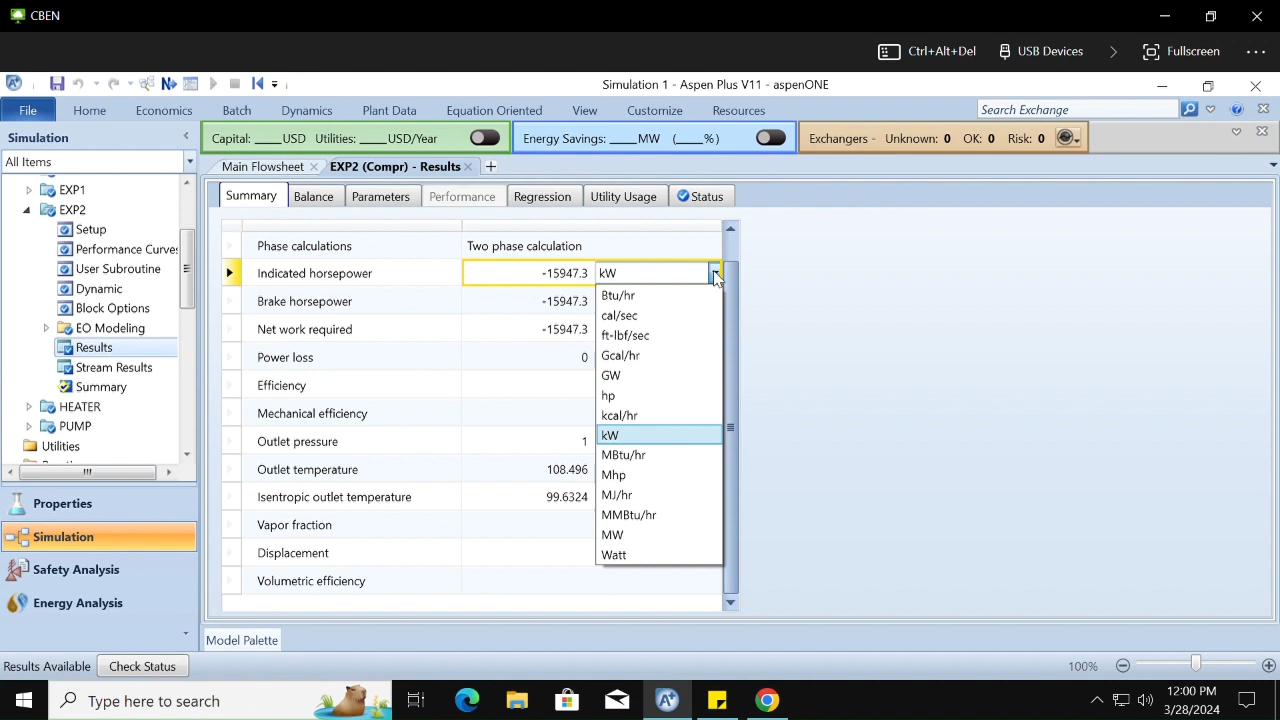 CBEN
Ctrl+Alt+Del
USB Devices
Fullscreen
Simulation 1 - Aspen Plus V11 - aspenONE
File
Home
Economics
Batch
Dynamics
Plant Data
Equation Oriented
View
Customize
Resources
Search Exchange
Simulation
Capital: ____USD Utilities: ____USD/Year
Energy Savings: ____MW (____%)
Exchangers - Unknown: 0 OK: 0 Risk: 0
All Items
Main Flowsheet
EXP2 (Compr) - Results
EXP1
EXP2
Setup
Performance Curves
User Subroutine
Dynamic
Block Options
EO Modeling
Results
Stream Results
Summary
HEATER
PUMP
Utilities
Summary
Balance
Parameters
Performance
Regression
Utility Usage
Status
Phase calculations Two phase calculation
Indicated horsepower -15947.3 kW
Brake horsepower -15947.3
Net work required -15947.3
Power loss 0
Efficiency
Mechanical efficiency
Outlet pressure 1
Outlet temperature 108.496
Isentropic outlet temperature 99.6324
Vapor fraction
Displacement
Volumetric efficiency
Btu/hr
cal/sec
ft-lbf/sec
Gcal/hr
GW
hp
kcal/hr
kW
MBtu/hr
Mhp
MJ/hr
MMBtu/hr
MW
Watt
Properties
Simulation
Safety Analysis
Energy Analysis
Model Palette
Results Available
Check Status
100%
Type here to search
12:00 PM
3/28/2024